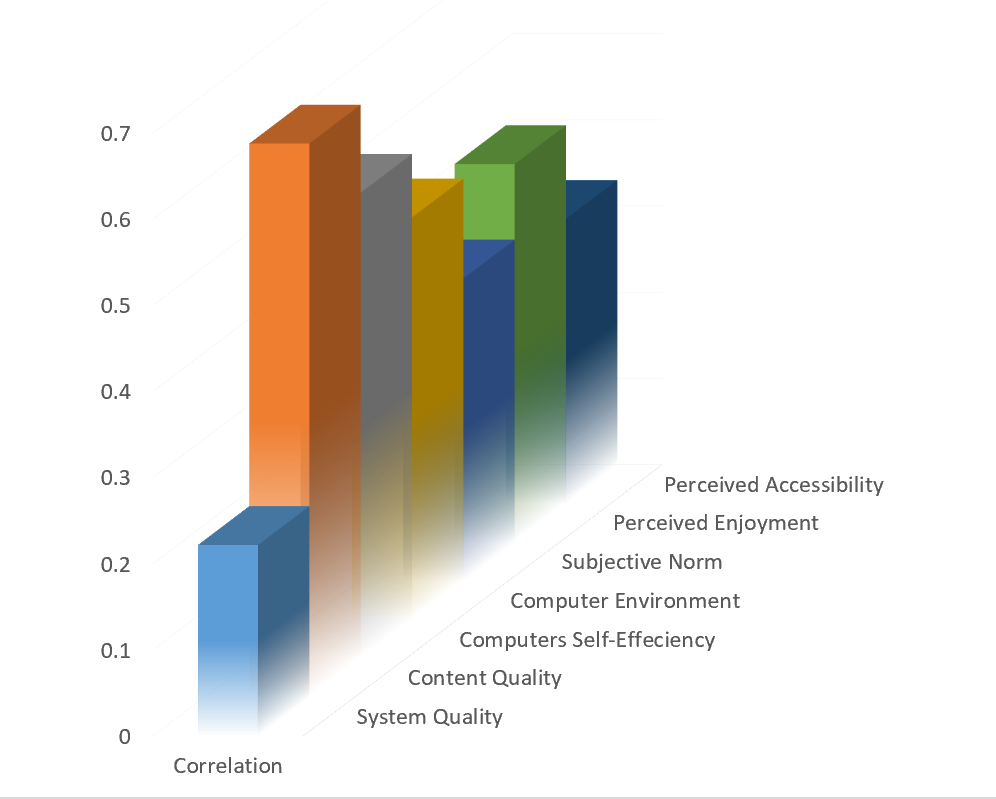 0.7
0.6
0.5
0.4
0.3
0.2
0.1
0
Perceived Accessibility
Perceived Enjoyment
Subjective Norm
Computer Environment
Computers Self-Effeciency
Content Quality
System Quality
Correlation